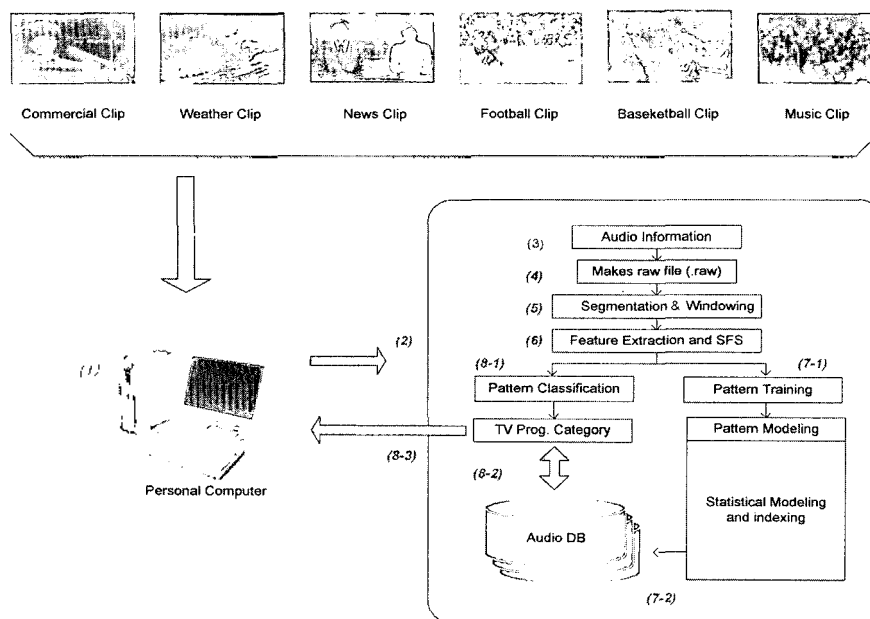 Commercial Clip
Weather Clip
News Clip
Football Clip
Baseketball Clip
Music Clip
(1)
Personal Computer
(2)
(3)
Audio Information
(4)
Makes raw file (.raw)
(5)
Segmentation & Windowing
(6)
Feature Extraction and SFS
(8-1)
(7-1)
Pattern Classification
Pattern Training
TV Prog. Category
Pattern Modeling
(8-3)
(8-2)
Statistical Modeling
and indexing
Audio DB
(7-2)